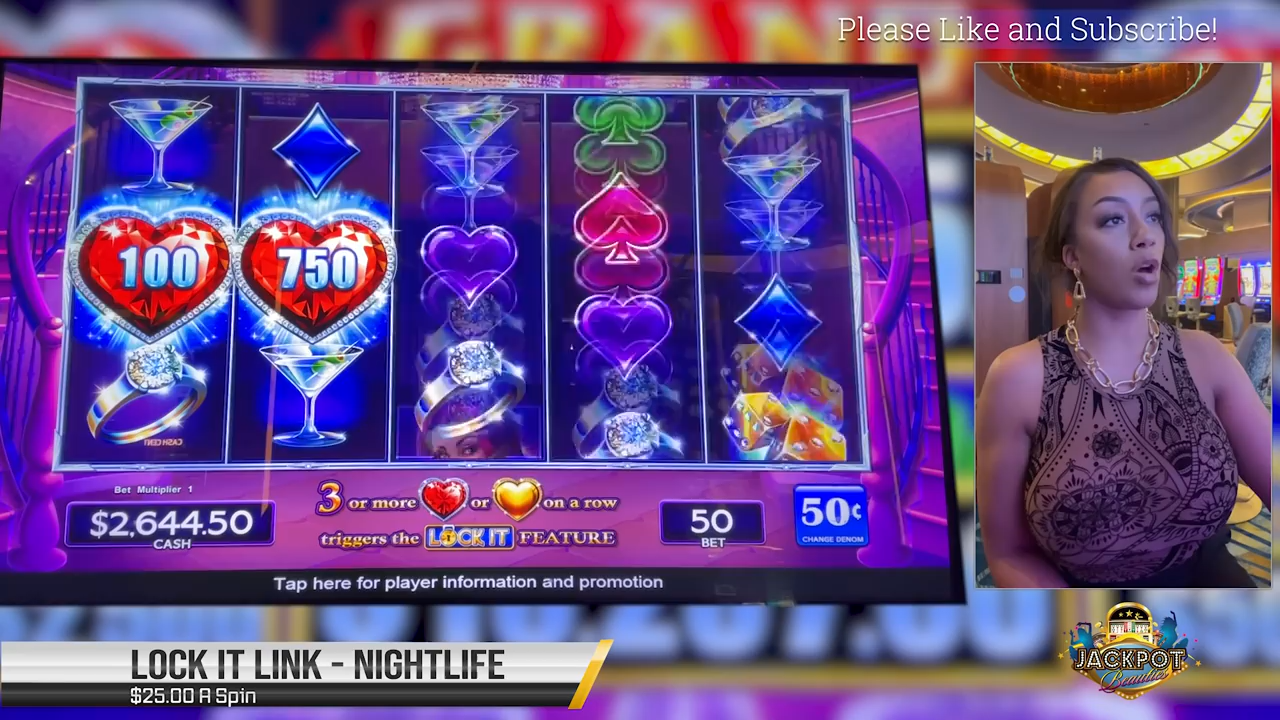 GRAND
Please Like and Subscribe!
100
750
Bet Multiplier 1
$2,644.50
CASH
3 or more or on a row
triggers the LOCK IT FEATURE
50
BET
50¢
CHANGE DENOM
Tap here for player information and promotion
LOCK IT LINK - NIGHTLIFE
$25.00 A Spin
JACKPOT
Beauties